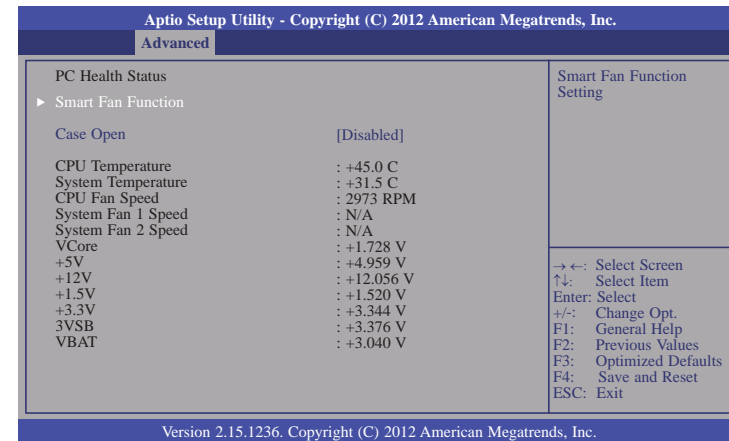 Aptio Setup Utility - Copyright (C) 2012 American Megatrends, Inc.
Advanced
PC Health Status
► Smart Fan Function
Case Open [Disabled]
CPU Temperature : +45.0 C
System Temperature : +31.5 C
CPU Fan Speed : 2973 RPM
System Fan 1 Speed : N/A
System Fan 2 Speed : N/A
VCore : +1.728 V
+5V : +4.959 V
+12V : +12.056 V
+1.5V : +1.520 V
+3.3V : +3.344 V
3VSB : +3.376 V
VBAT : +3.040 V
Smart Fan Function
Setting
→←: Select Screen
↑↓: Select Item
Enter: Select
+/-: Change Opt.
F1: General Help
F2: Previous Values
F3: Optimized Defaults
F4: Save and Reset
ESC: Exit
Version 2.15.1236. Copyright (C) 2012 American Megatrends, Inc.